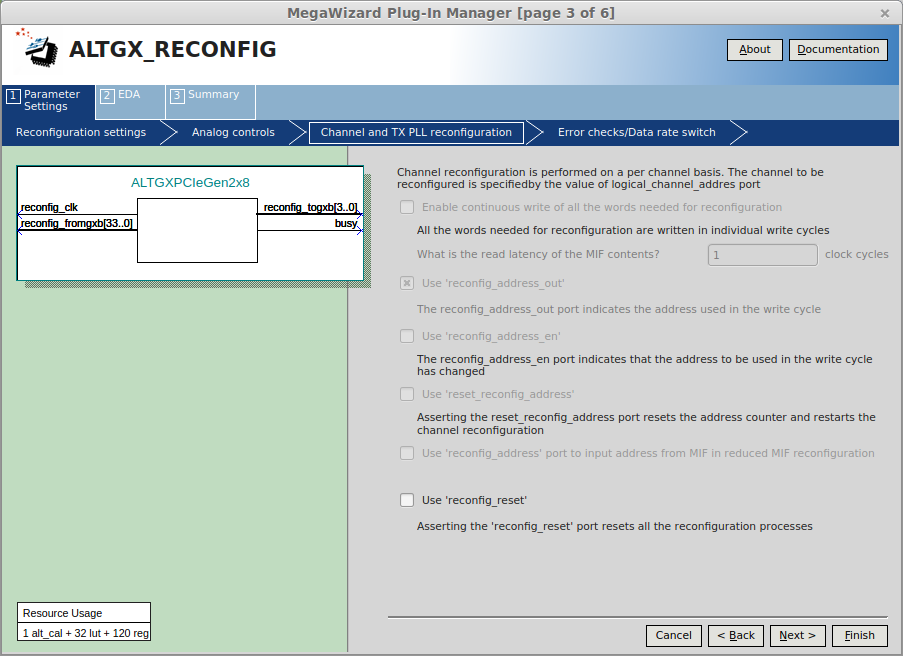 MegaWizard Plug-In Manager [page 3 of 6]
ALTGX_RECONFIG
About
Documentation
1 Parameter Settings
2 EDA
3 Summary
Reconfiguration settings
Analog controls
Channel and TX PLL reconfiguration
Error checks/Data rate switch
ALTGXPCIeGen2x8
reconfig_clk
reconfig_togxb[3..0]
reconfig_fromgxb[33..0]
busy
Resource Usage
1 alt_cal + 32 lut + 120 reg
Channel reconfiguration is performed on a per channel basis. The channel to be
reconfigured is specifiedby the value of logical_channel_addres port
Enable continuous write of all the words needed for reconfiguration
All the words needed for reconfiguration are written in individual write cycles
What is the read latency of the MIF contents?
1
clock cycles
Use 'reconfig_address_out'
The reconfig_address_out port indicates the address used in the write cycle
Use 'reconfig_address_en'
The reconfig_address_en port indicates that the address to be used in the write cycle
has changed
Use 'reset_reconfig_address'
Asserting the reset_reconfig_address port resets the address counter and restarts the
channel reconfiguration
Use 'reconfig_address' port to input address from MIF in reduced MIF reconfiguration
Use 'reconfig_reset'
Asserting the 'reconfig_reset' port resets all the reconfiguration processes
Cancel
< Back
Next >
Finish